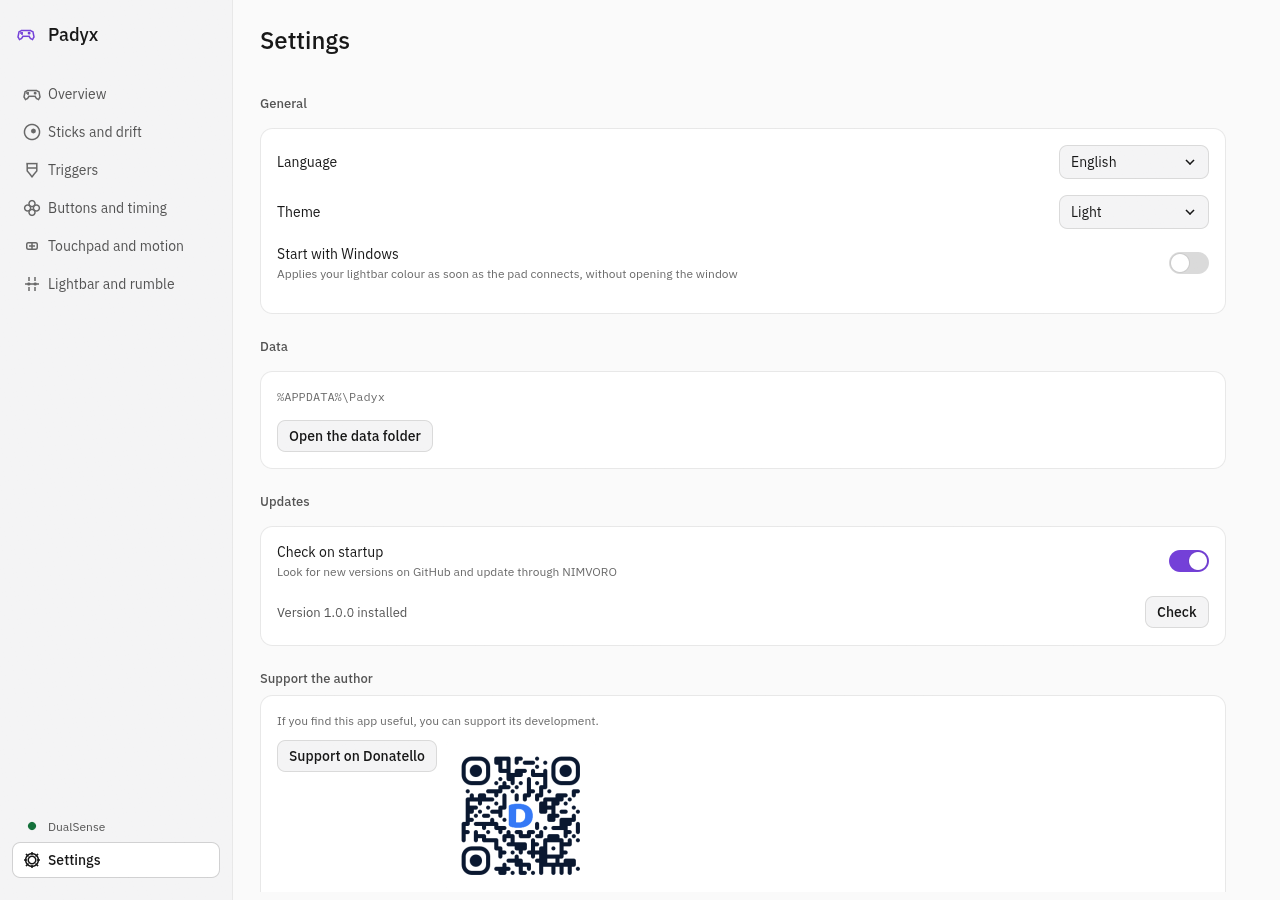 Padyx
Overview
Sticks and drift
Triggers
Buttons and timing
Touchpad and motion
Lightbar and rumble
DualSense
Settings
Settings
General
Language
English
Theme
Light
Start with Windows
Applies your lightbar colour as soon as the pad connects, without opening the window
Data
%APPDATA%\Padyx
Open the data folder
Updates
Check on startup
Look for new versions on GitHub and update through NIMVORO
Version 1.0.0 installed
Check
Support the author
If you find this app useful, you can support its development.
Support on Donatello
D